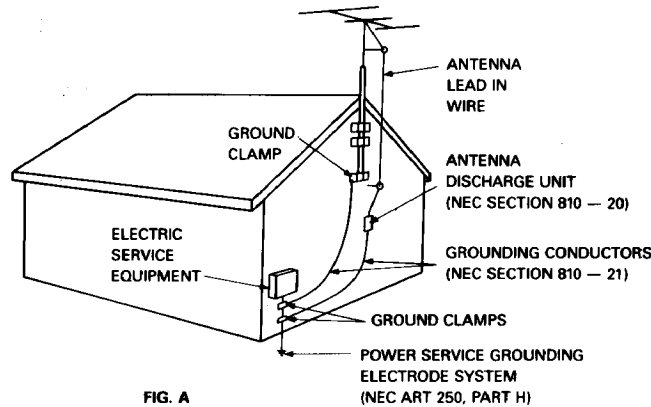 ANTENNA
LEAD IN
WIRE
GROUND
CLAMP
ANTENNA
DISCHARGE UNIT
(NEC SECTION 810 — 20)
ELECTRIC
SERVICE
EQUIPMENT
GROUNDING CONDUCTORS
(NEC SECTION 810 — 21)
GROUND CLAMPS
POWER SERVICE GROUNDING
ELECTRODE SYSTEM
(NEC ART 250, PART H)
FIG. A